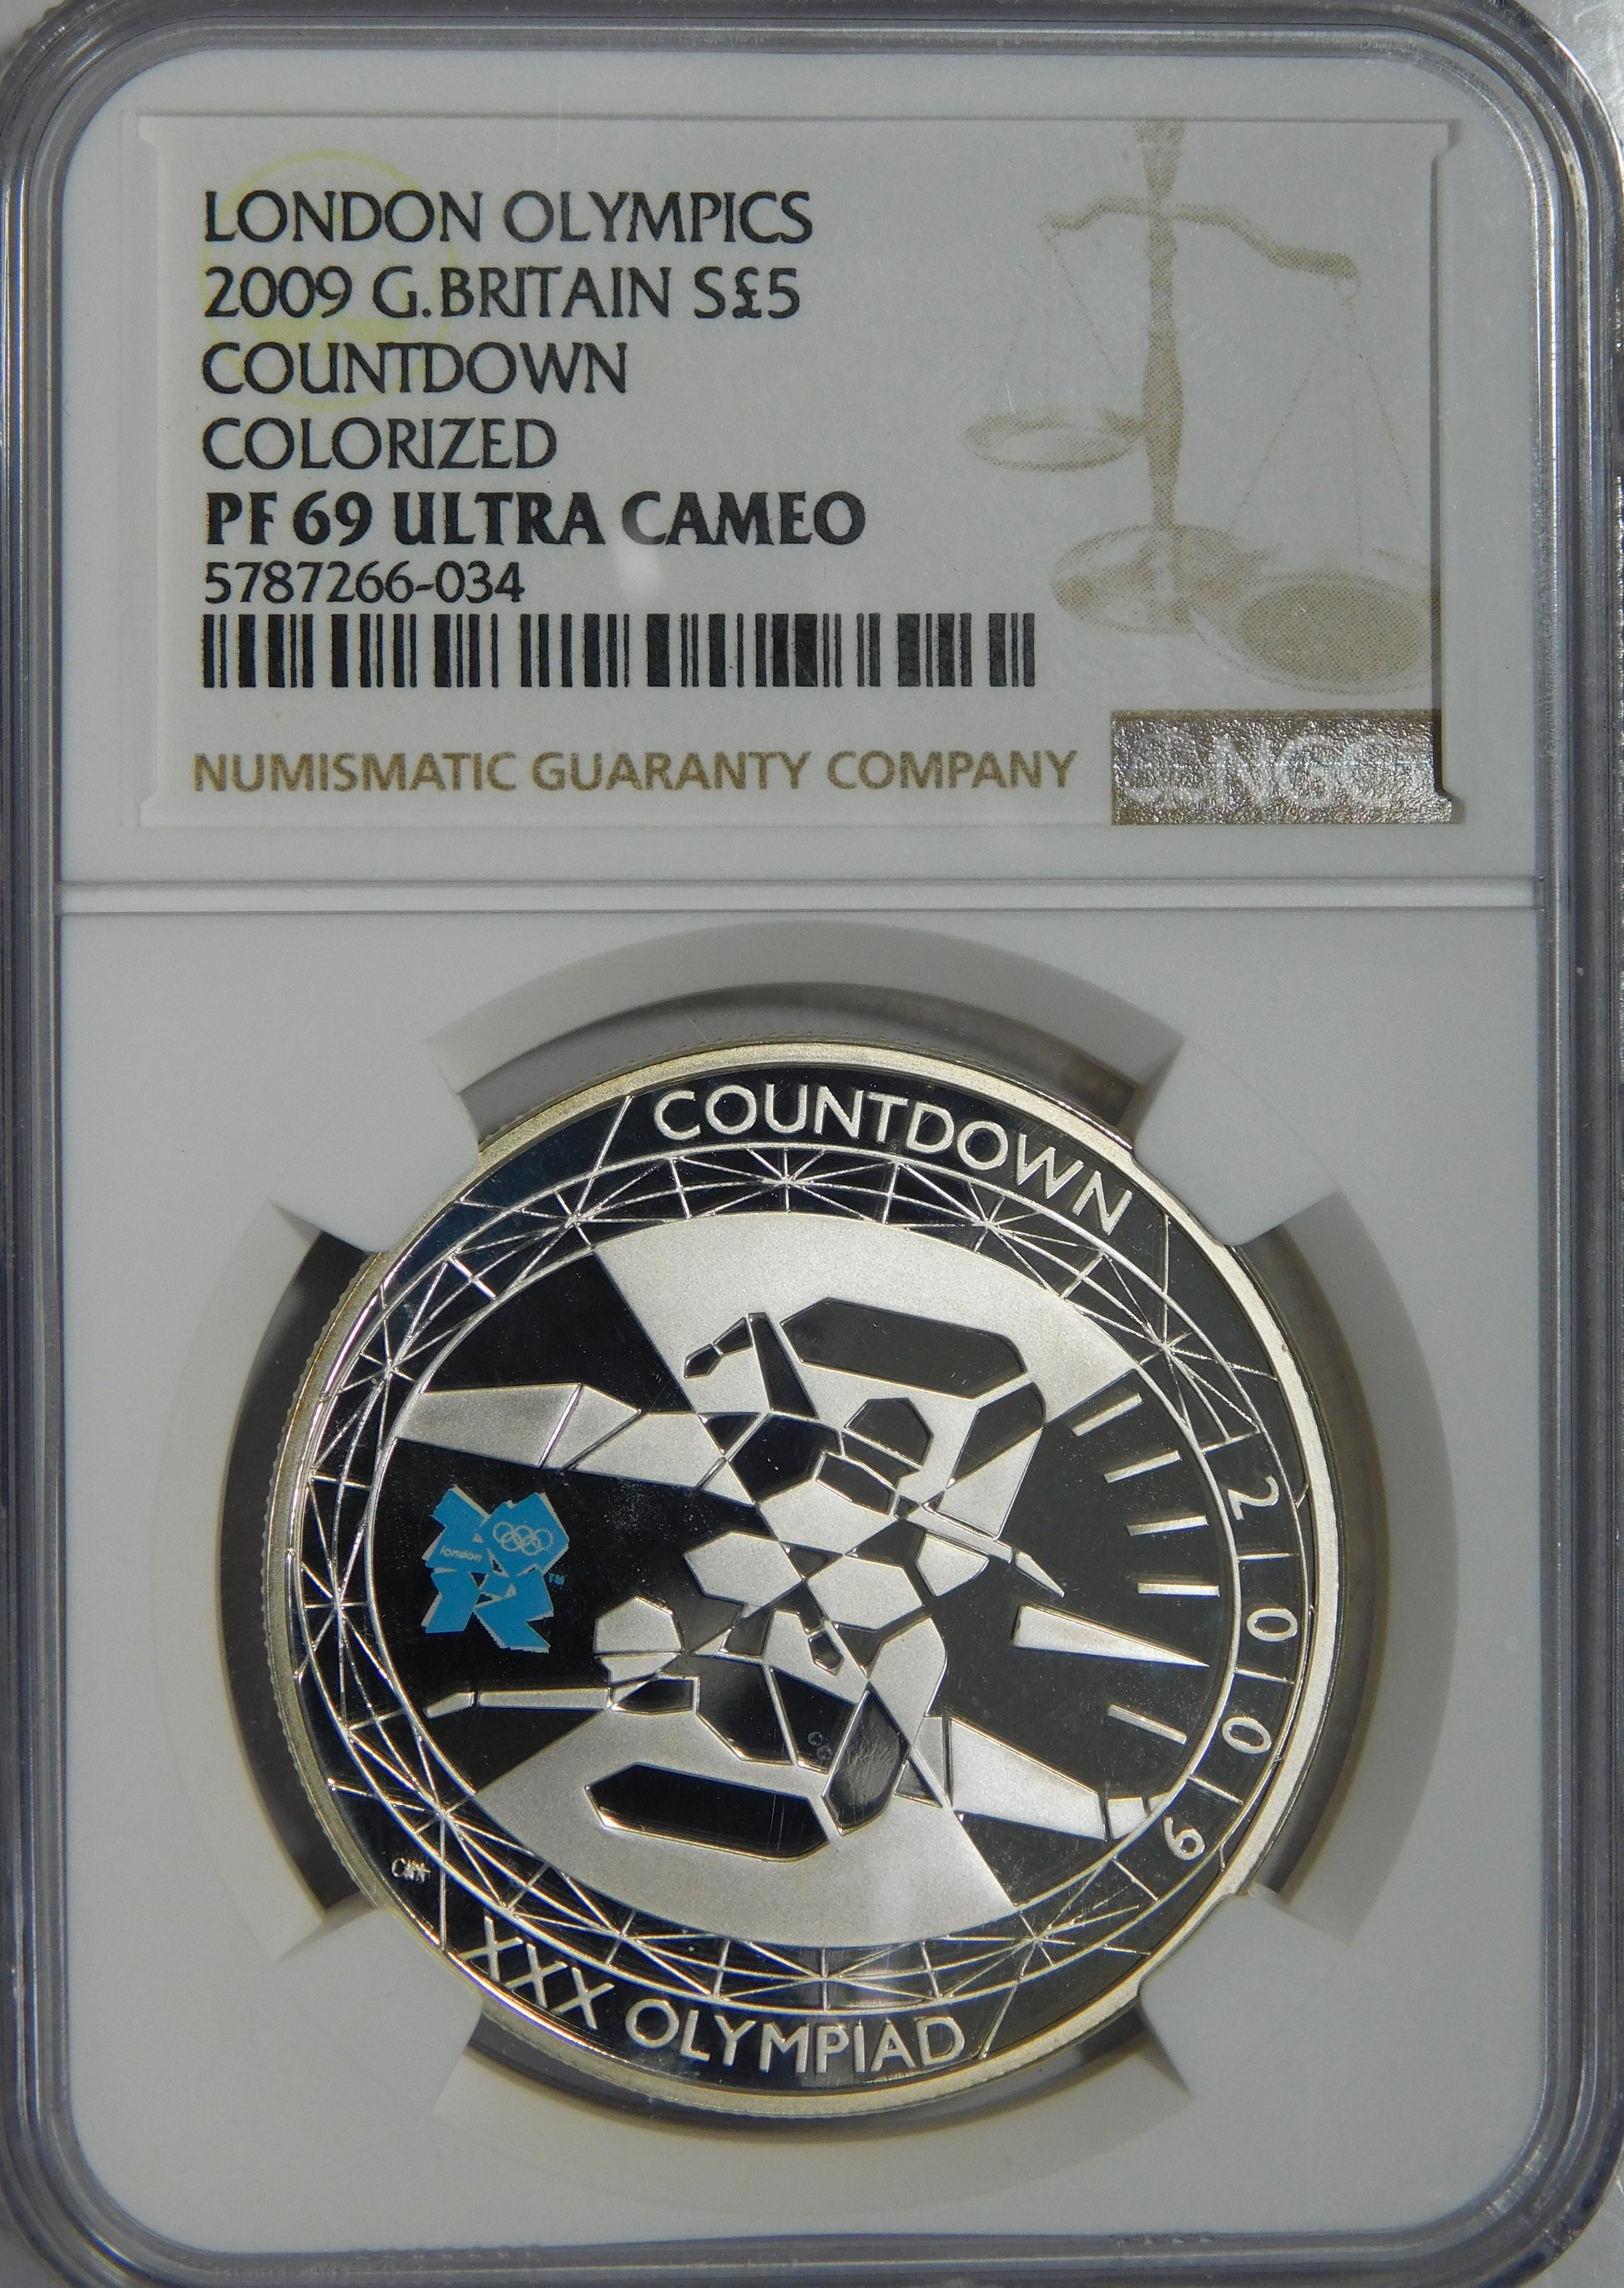 LONDON OLYMPICS
2009 G.BRITAIN S£5
COUNTDOWN
COLORIZED
PF 69 ULTRA CAMEO
5787266-034
NUMISMATIC GUARANTY COMPANY
NGC
COUNTDOWN
2009
london
TM
XXX OLYMPIAD